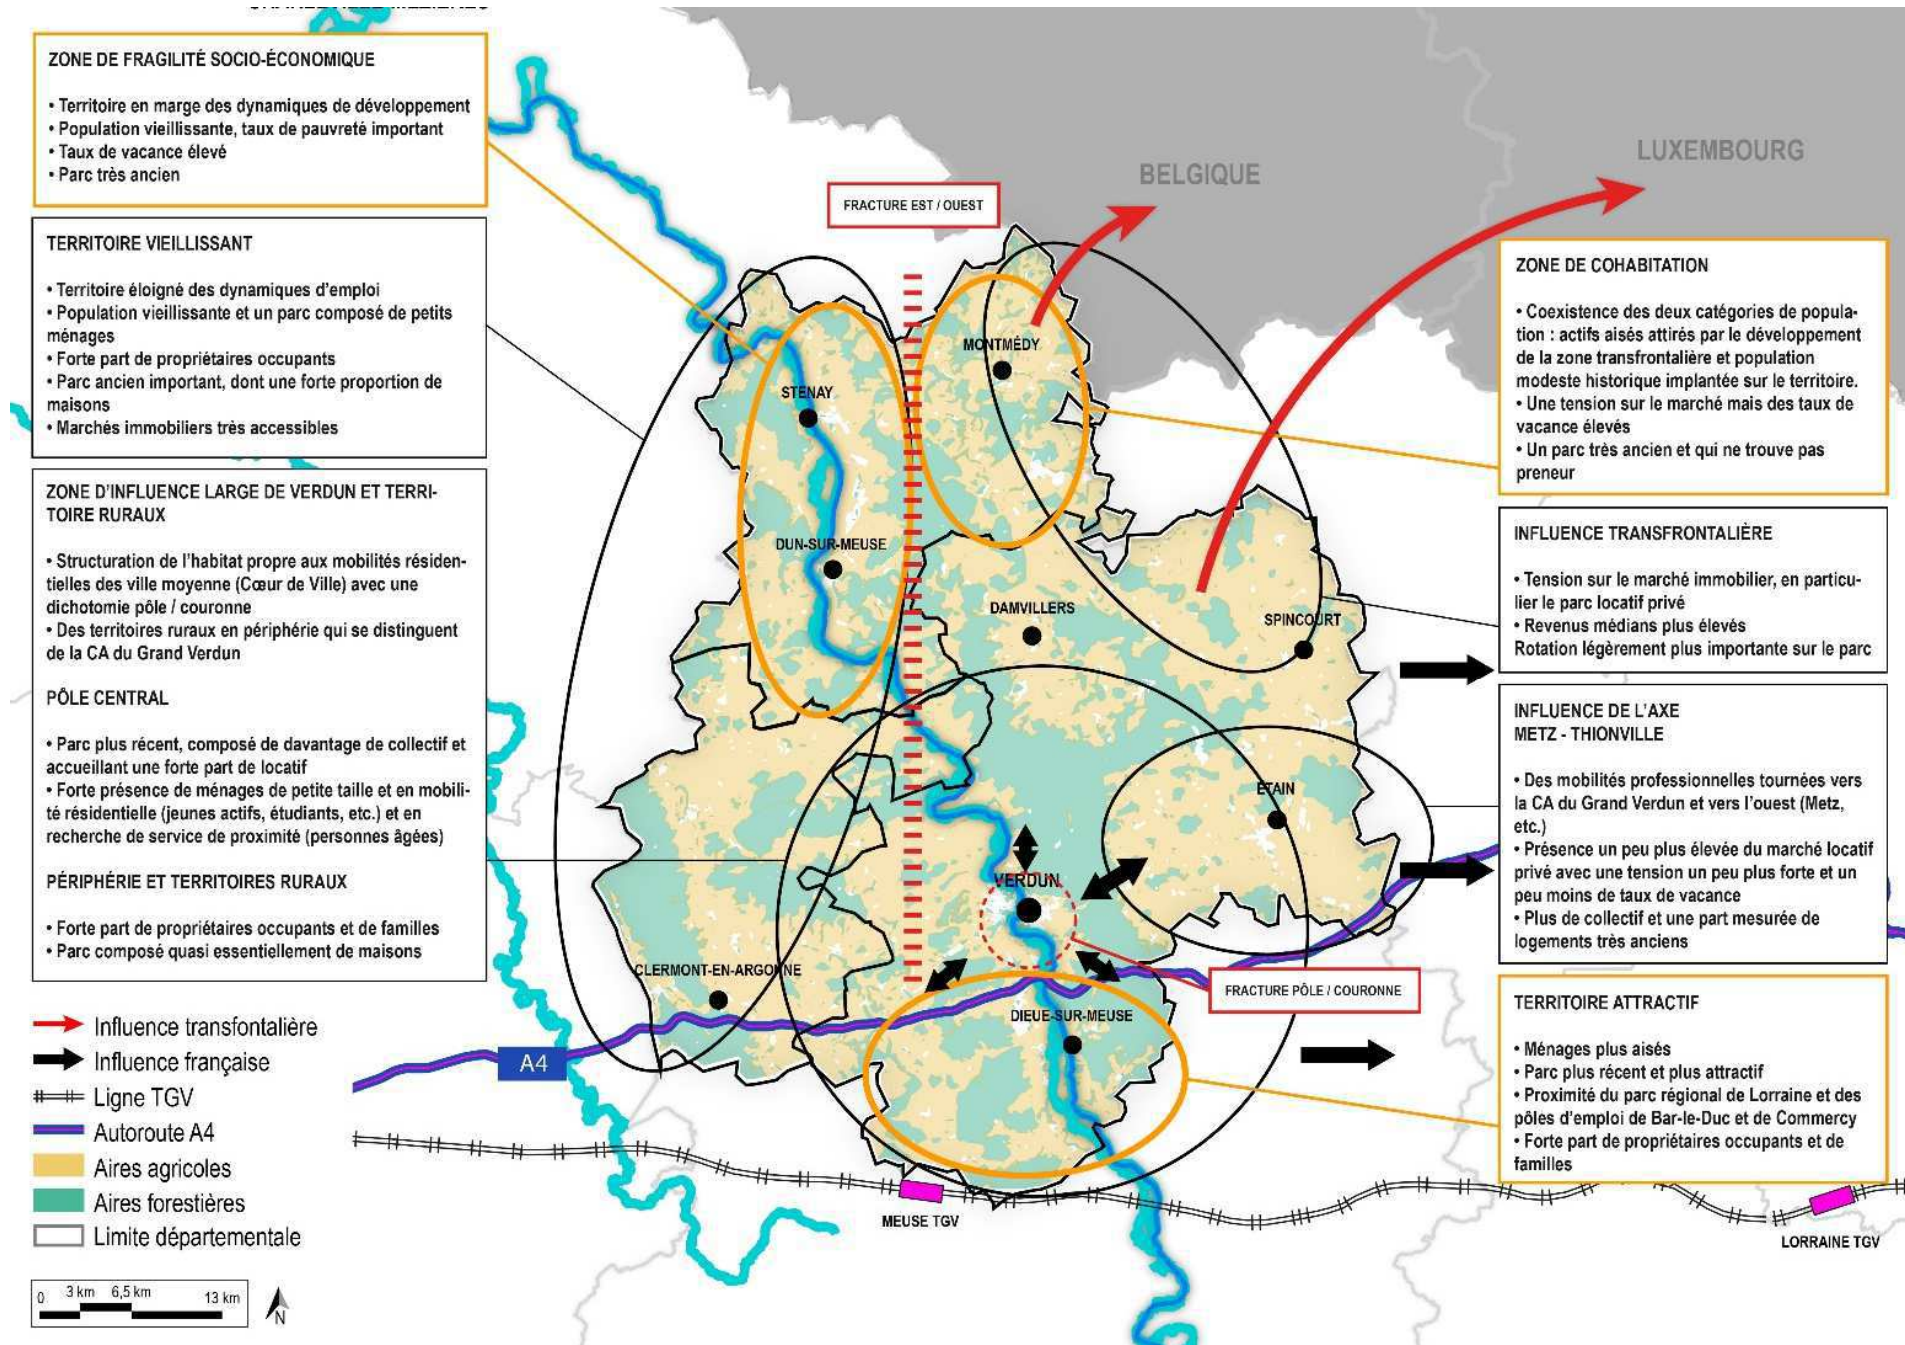 ZONE DE FRAGILITÉ SOCIO-ÉCONOMIQUE
• Territoire en marge des dynamiques de développement
• Population vieillissante, taux de pauvreté important
• Taux de vacance élevé
• Parc très ancien
TERRITOIRE VIEILLISSANT
• Territoire éloigné des dynamiques d'emploi
• Population vieillissante et un parc composé de petits
ménages
• Forte part de propriétaires occupants
• Parc ancien important, dont une forte proportion de
maisons
• Marchés immobiliers très accessibles
ZONE D'INFLUENCE LARGE DE VERDUN ET TERRI-
TOIRE RURAUX
• Structuration de l'habitat propre aux mobilités résiden-
tielles des ville moyenne (Cœur de Ville) avec une
dichotomie pôle / couronne
• Des territoires ruraux en périphérie qui se distinguent
de la CA du Grand Verdun
PÔLE CENTRAL
• Parc plus récent, composé de davantage de collectif et
accueillant une forte part de locatif
• Forte présence de ménages de petite taille et en mobi-
lité résidentielle (jeunes actifs, étudiants, etc.) et en
recherche de service de proximité (personnes âgées)
PÉRIPHÉRIE ET TERRITOIRES RURAUX
• Forte part de propriétaires occupants et de familles
• Parc composé quasi essentiellement de maisons
Influence transfontalière
Influence française
Ligne TGV
Autoroute A4
Aires agricoles
Aires forestières
Limite départementale
0 3 km 6,5 km 13 km
N
A4
FRACTURE EST / OUEST
BELGIQUE
LUXEMBOURG
MONTMÉDY
STENAY
DUN-SUR-MEUSE
DAMVILLERS
SPINCOURT
ÉTAIN
VERDUN
CLERMONT-EN-ARGONNE
DIEUE-SUR-MEUSE
FRACTURE PÔLE / COURONNE
MEUSE TGV
LORRAINE TGV
ZONE DE COHABITATION
• Coexistence des deux catégories de popula-
tion : actifs aisés attirés par le développement
de la zone transfrontalière et population
modeste historique implantée sur le territoire.
• Une tension sur le marché mais des taux de
vacance élevés
• Un parc très ancien et qui ne trouve pas
preneur
INFLUENCE TRANSFRONTALIÈRE
• Tension sur le marché immobilier, en particu-
lier le parc locatif privé
• Revenus médians plus élevés
Rotation légèrement plus importante sur le parc
INFLUENCE DE L'AXE
METZ - THIONVILLE
• Des mobilités professionnelles tournées vers
la CA du Grand Verdun et vers l'ouest (Metz,
etc.)
• Présence un peu plus élevée du marché locatif
privé avec une tension un peu plus forte et un
peu moins de taux de vacance
• Plus de collectif et une part mesurée de
logements très anciens
TERRITOIRE ATTRACTIF
• Ménages plus aisés
• Parc plus récent et plus attractif
• Proximité du parc régional de Lorraine et des
pôles d'emploi de Bar-le-Duc et de Commercy
• Forte part de propriétaires occupants et de
familles